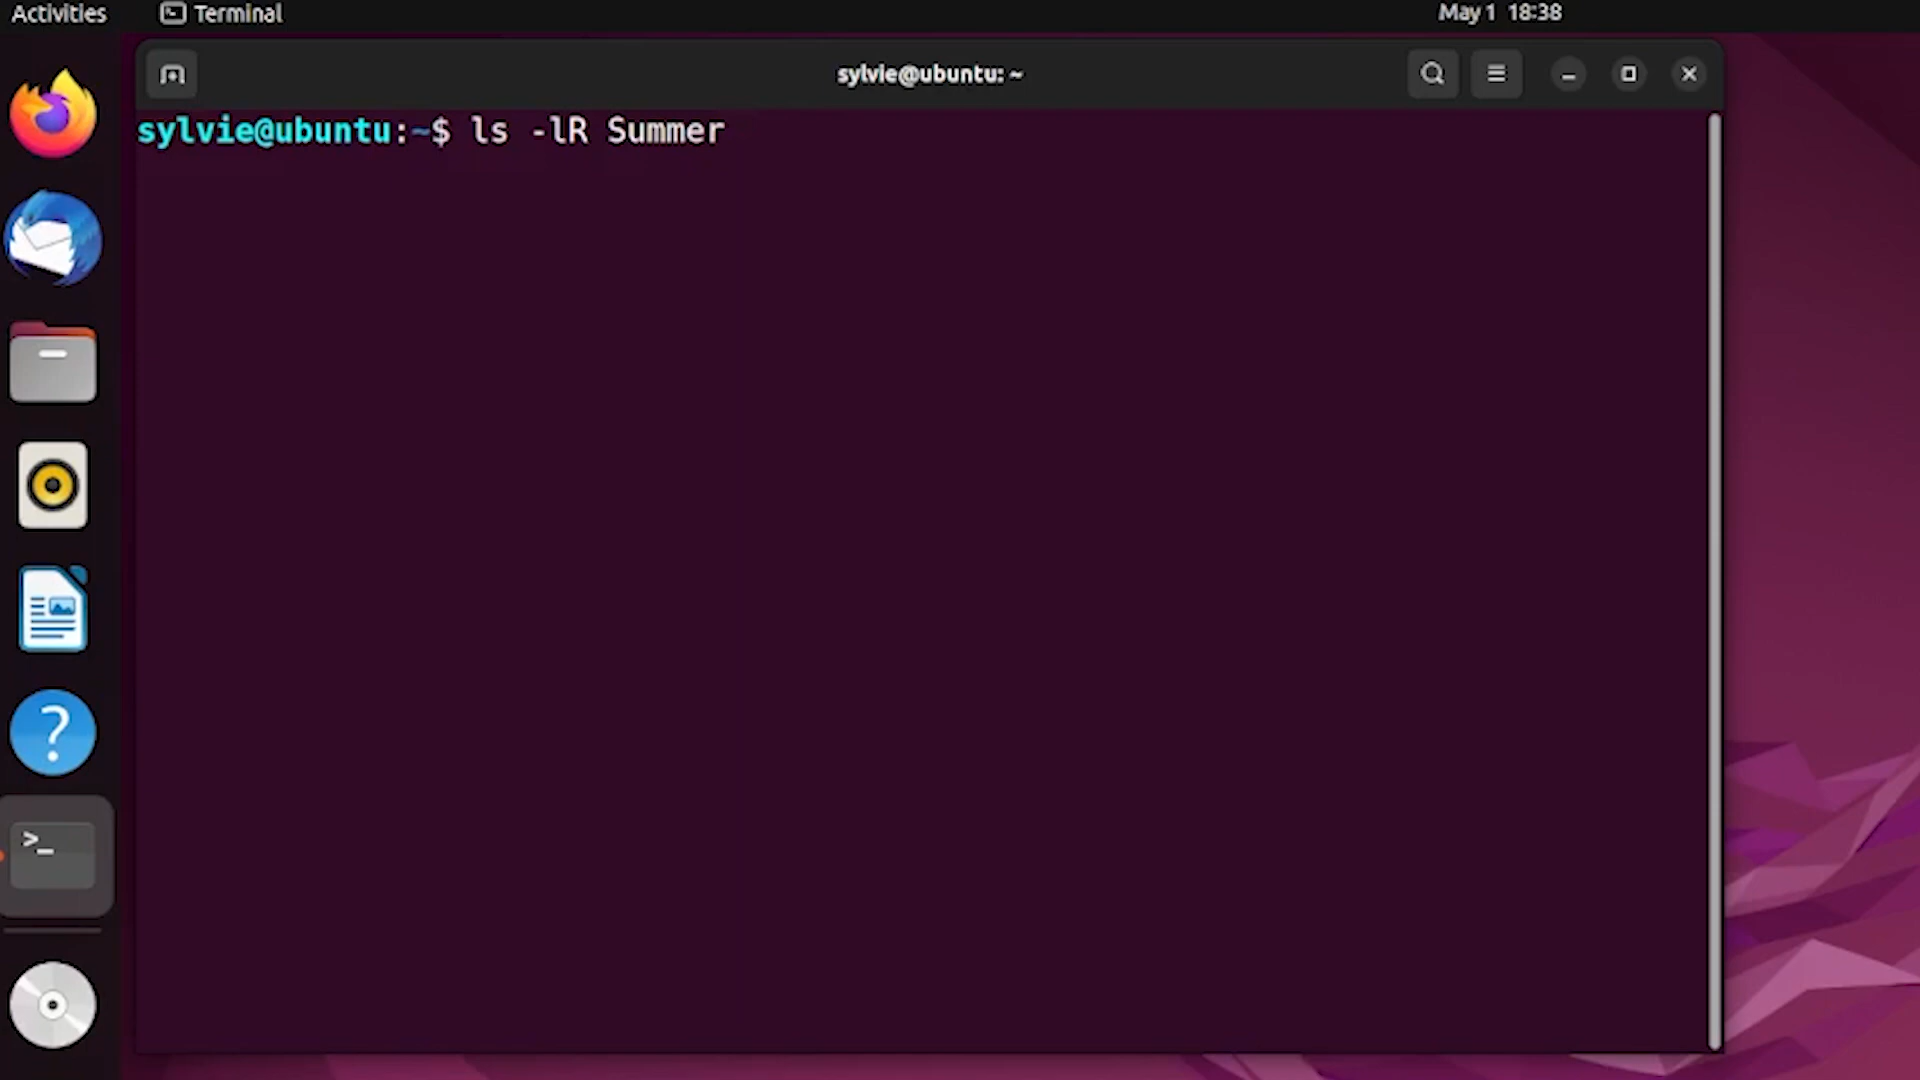 Activities Terminal May 1 18:38
sylvie@ubuntu: ~
sylvie@ubuntu:~$ ls -lR Summer